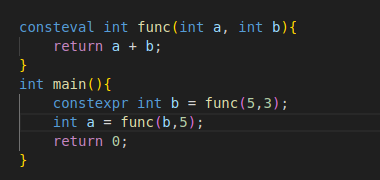 consteval int func(int a, int b){
    return a + b;
}
int main(){
    constexpr int b = func(5,3);
    int a = func(b,5);
    return 0;
}